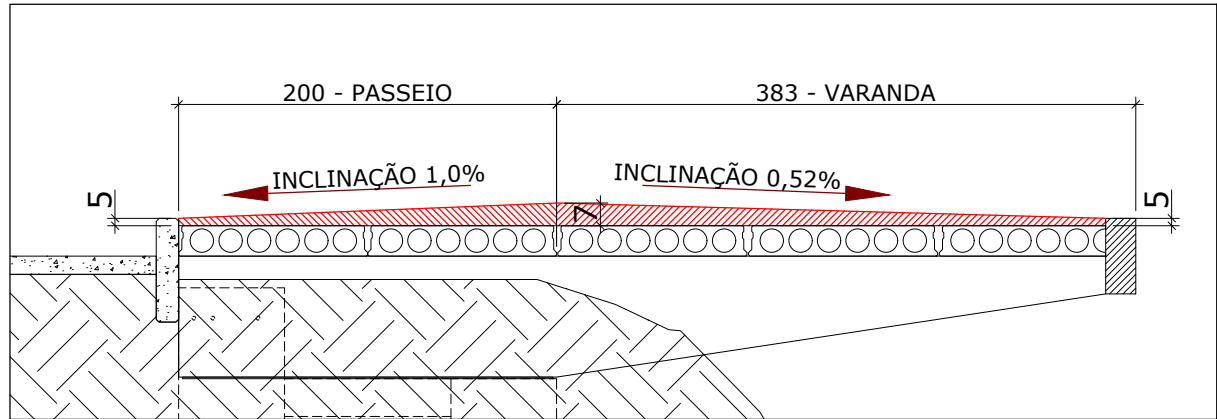 200 - PASSEIO
383 - VARANDA
INCLINAÇÃO 1,0%
INCLINAÇÃO 0,52%
5
7
5